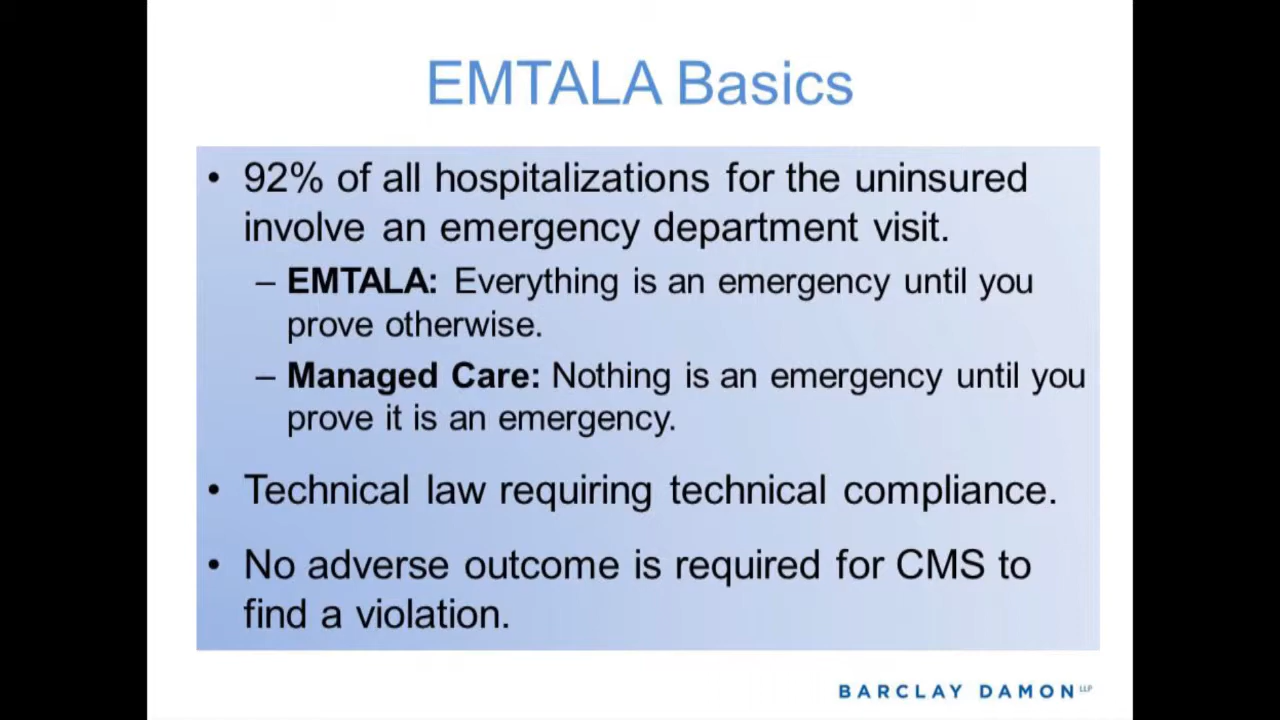 EMTALA Basics
• 92% of all hospitalizations for the uninsured
involve an emergency department visit.
– EMTALA: Everything is an emergency until you
prove otherwise.
– Managed Care: Nothing is an emergency until you
prove it is an emergency.
• Technical law requiring technical compliance.
• No adverse outcome is required for CMS to
find a violation.
BARCLAY DAMON LLP